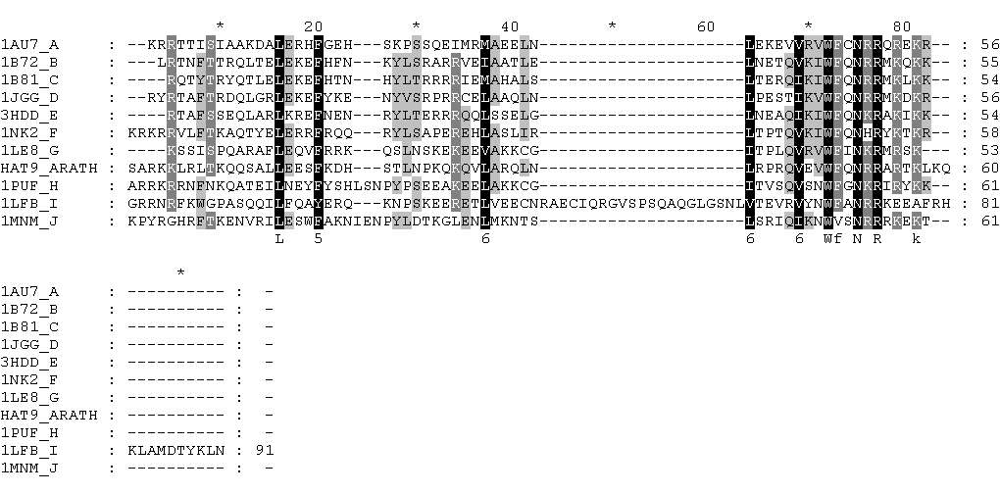 * 20 * 40 * 60 * 80
1AU7_A : --KRRTTISIAAKDALERHFGEH---SKPSSQEIMRMAEELN---------------------LEKEVVRVWFCNRRQREKR-- : 56
1B72_B : ---LRTNFTTRQLTELEKEFHFN---KYLSRARRVEIAATLE---------------------LNETQVKIWFQNRRMKQKK-- : 55
1B81_C : ----RQTYTRYQTLELEKEFHTN---HYLTRRRRIEMAHALS---------------------LTERQIKIWFQNRRMKLKK-- : 54
1JGG_D : --RYRTAFTRDQLGRLEKEFYKE---NYVSRPRRCELAAQLN---------------------LPESTIKVWFQNRRMKDKR-- : 56
3HDD_E : ----RTAFSSEQLARLKREFNEN---RYLTERRRQQLSSELG---------------------LNEAQIKIWFQNKRAKIKK-- : 54
1NK2_F : KRKRRVLFTKAQTYELERRFRQQ---RYLSAPEREHLASLIR---------------------LTPTQVKIWFQNHRYKTKR-- : 58
1LE8_G : ----KSSISPQARAFLEQVFRRK---QSLNSKEKEEVAKKCG---------------------ITPLQVRVWFINKRMRSK--- : 53
HAT9_ARATH : SARKKLRLTKQQSALLEESFKDH---STLNPKQKQVLARQLN---------------------LRPRQVEVWFQNRRARTKLKQ : 60
1PUF_H : ARRKRRNFNKQATEILNEYFYSHLSNPYPSEEAKEELAKKCG---------------------ITVSQVSNWFGNKRIRYKK-- : 61
1LFB_I : GRRNRFKWGPASQQILFQAYERQ---KNPSKEERETLVEECNRAECIQRGVSPSQAQGLGSNLVTEVRVYNWFANRRKEEAFRH : 81
1MNM_J : KPYRGHRFTKENVRILESWFAKNIENPYLDTKGLENLMKNTS---------------------LSRIQIKNWVSNRRRKEKT-- : 61
L 5 6 6 6 Wf N R k
*
1AU7_A : ---------- : -
1B72_B : ---------- : -
1B81_C : ---------- : -
1JGG_D : ---------- : -
3HDD_E : ---------- : -
1NK2_F : ---------- : -
1LE8_G : ---------- : -
HAT9_ARATH : ---------- : -
1PUF_H : ---------- : -
1LFB_I : KLAMDTYKLN : 91
1MNM_J : ---------- : -